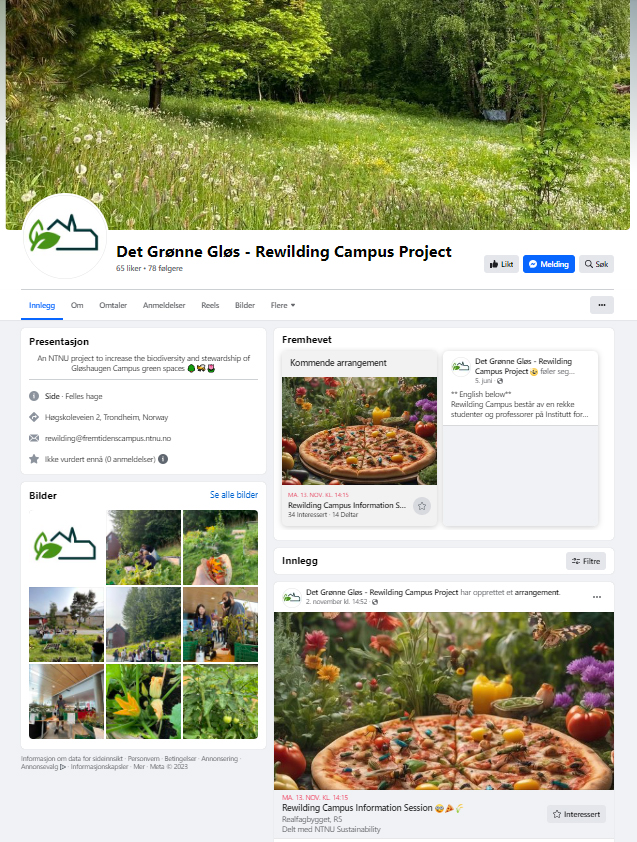 Det Grønne Gløs - Rewilding Campus Project
65 liker • 78 følgere
Likt
Melding
Søk
Innlegg
Om
Omtaler
Anmeldelser
Reels
Bilder
Flere
Presentasjon
An NTNU project to increase the biodiversity and stewardship of
Gløshaugen Campus green spaces
Side · Felles hage
Høgskoleveien 2, Trondheim, Norway
rewilding@fremtidenscampus.ntnu.no
Ikke vurdert ennå (0 anmeldelser)
Bilder
Se alle bilder
Informasjon om data for sideinnsikt · Personvern · Betingelser · Annonsering ·
Annonsevalg · Informasjonskapsler · Mer · Meta © 2023
Fremhevet
Kommende arrangement
MA. 13. NOV. KL. 14:15
Rewilding Campus Information S...
34 Interessert · 14 Deltar
Det Grønne Gløs - Rewilding
Campus Project 😋 føler seg...
5. juni ·
** English below**
Rewilding Campus består av en rekke
studenter og professorer på Institutt for...
Innlegg
Filtre
Det Grønne Gløs - Rewilding Campus Project har opprettet et arrangement.
2. november kl. 14:52 ·
MA. 13. NOV. KL. 14:15
Rewilding Campus Information Session
Realfagbygget, R5
Delt med NTNU Sustainability
Interessert